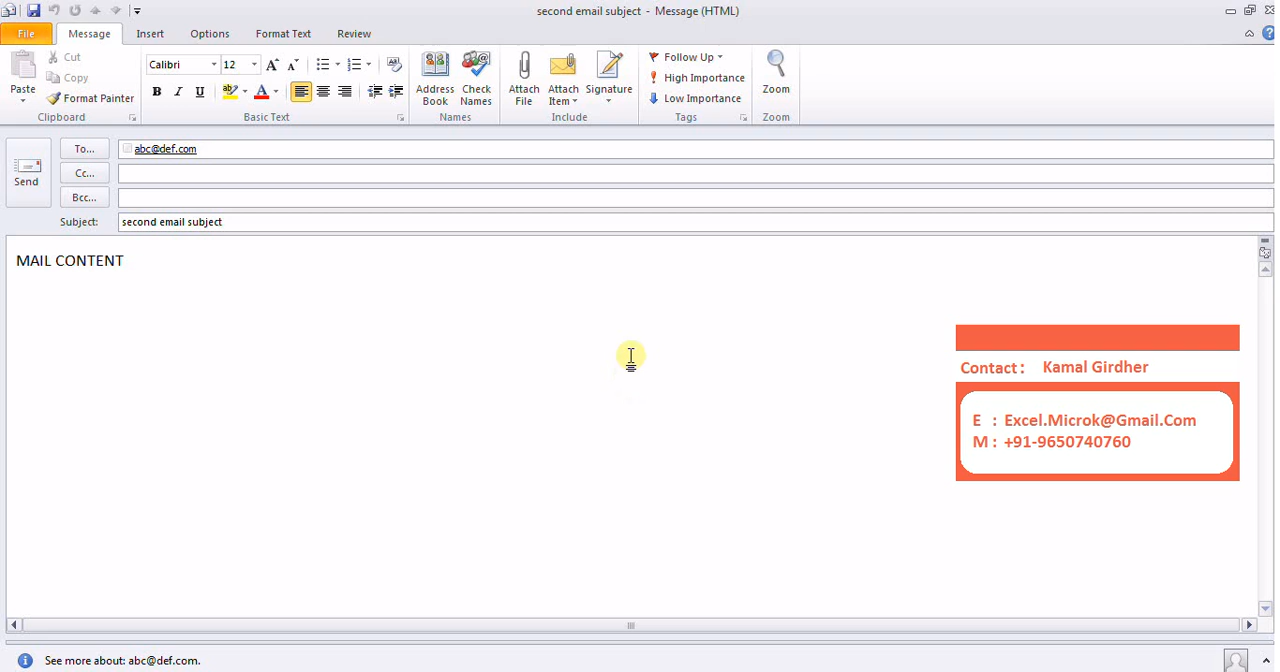 second email subject - Message (HTML)
File Message Insert Options Format Text Review
Paste
Cut
Copy
Format Painter
Clipboard
Calibri 12
B I U ab A
Basic Text
Address Book
Check Names
Names
Attach File
Attach Item
Signature
Include
Follow Up
High Importance
Low Importance
Tags
Zoom
Zoom
Send
To... abc@def.com
Cc...
Bcc...
Subject: second email subject
MAIL CONTENT
Contact : Kamal Girdher
E : Excel.Microk@Gmail.Com
M : +91-9650740760
See more about: abc@def.com.